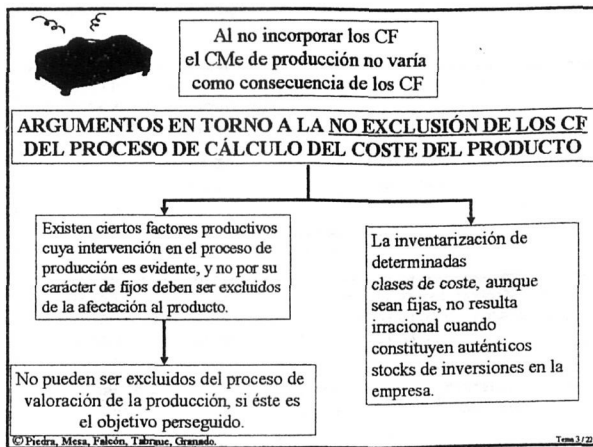 Al no incorporar los CF
el CMe de producción no varía
como consecuencia de los CF
ARGUMENTOS EN TORNO A LA NO EXCLUSIÓN DE LOS CF
DEL PROCESO DE CÁLCULO DEL COSTE DEL PRODUCTO
Existen ciertos factores productivos
cuya intervención en el proceso de
producción es evidente, y no por su
carácter de fijos deben ser excluidos
de la afectación al producto.
La inventarización de
determinadas
clases de coste, aunque
sean fijas, no resulta
irracional cuando
constituyen auténticos
stocks de inversiones en la
empresa.
No pueden ser excluidos del proceso de
valoración de la producción, si éste es
el objetivo perseguido.
© Piedra, Mesa, Falcón, Tabraue, Granado.
Tema 3/22